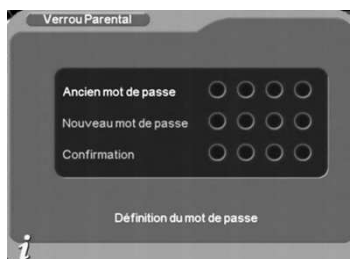 Verrou Parental
Ancien mot de passe
Nouveau mot de passe
Confirmation
Définition du mot de passe
i